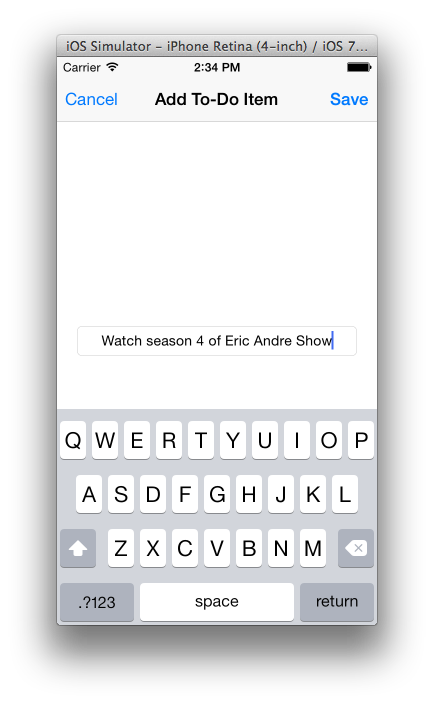 iOS Simulator – iPhone Retina (4-inch) / iOS 7...
Carrier 2:34 PM
Cancel Add To-Do Item Save
Watch season 4 of Eric Andre Show
Q W E R T Y U I O P
A S D F G H J K L
Z X C V B N M
.?123 space return